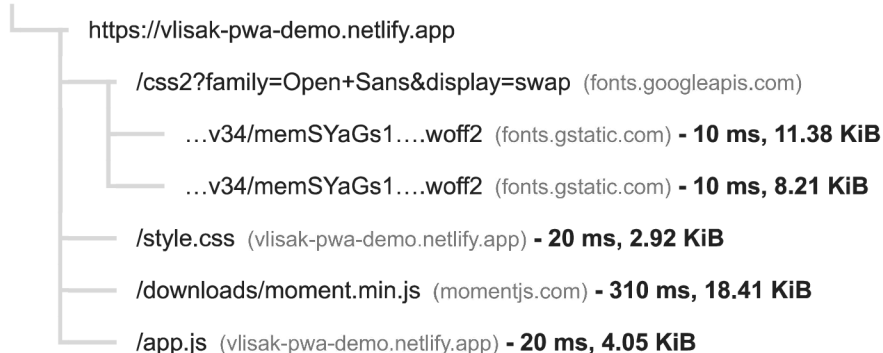 https://vlisak-pwa-demo.netlify.app
/css2?family=Open+Sans&display=swap (fonts.googleapis.com)
…v34/memSYaGs1….woff2 (fonts.gstatic.com) - 10 ms, 11.38 KiB
…v34/memSYaGs1….woff2 (fonts.gstatic.com) - 10 ms, 8.21 KiB
/style.css (vlisak-pwa-demo.netlify.app) - 20 ms, 2.92 KiB
/downloads/moment.min.js (momentjs.com) - 310 ms, 18.41 KiB
/app.js (vlisak-pwa-demo.netlify.app) - 20 ms, 4.05 KiB